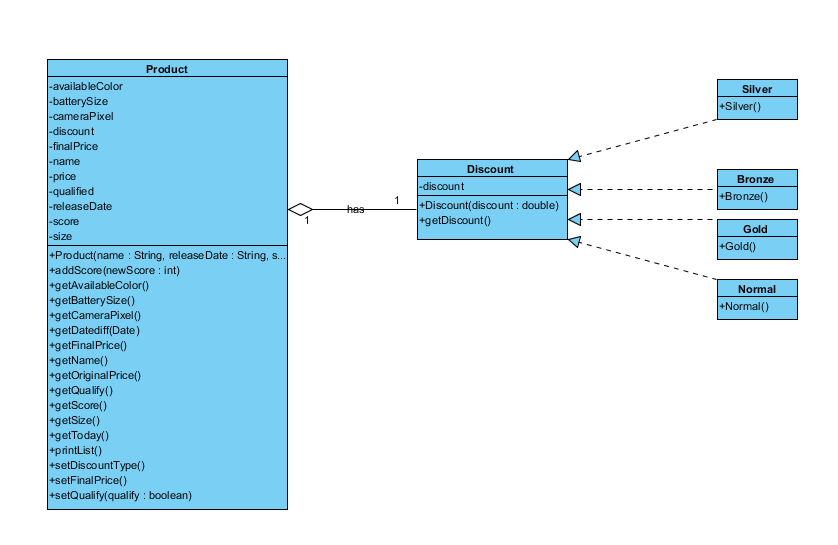 Product
-availableColor
-batterySize
-cameraPixel
-discount
-finalPrice
-name
-price
-qualified
-releaseDate
-score
-size
+Product(name : String, releaseDate : String, s...
+addScore(newScore : int)
+getAvailableColor()
+getBatterySize()
+getCameraPixel()
+getDatediff(Date)
+getFinalPrice()
+getName()
+getOriginalPrice()
+getQualify()
+getScore()
+getSize()
+getToday()
+printList()
+setDiscountType()
+setFinalPrice()
+setQualify(qualify : boolean)
1
has
1
Discount
-discount
+Discount(discount : double)
+getDiscount()
Silver
+Silver()
Bronze
+Bronze()
Gold
+Gold()
Normal
+Normal()